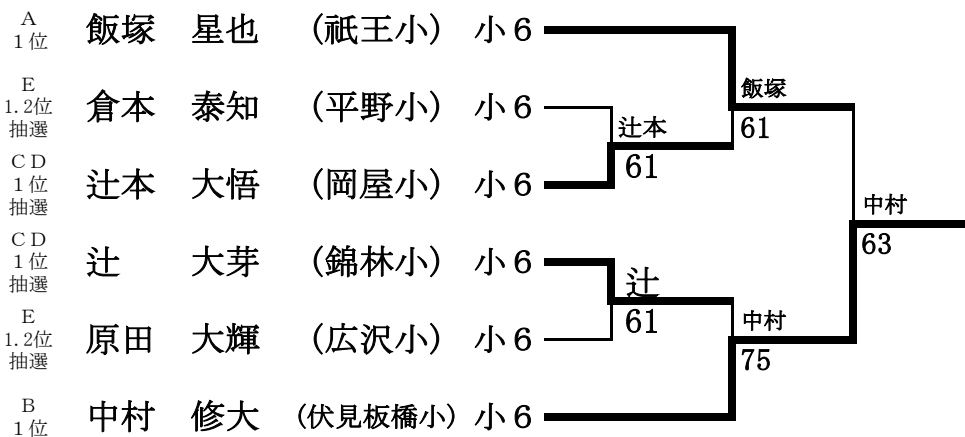 A
1位
飯塚 星也 (祇王小) 小6
E
1.2位
抽選
倉本 泰知 (平野小) 小6
CD
1位
抽選
辻本 大悟 (岡屋小) 小6
CD
1位
抽選
辻 大芽 (錦林小) 小6
E
1.2位
抽選
原田 大輝 (広沢小) 小6
B
1位
中村 修大 (伏見板橋小) 小6
辻本
61
辻
61
飯塚
61
中村
75
中村
63